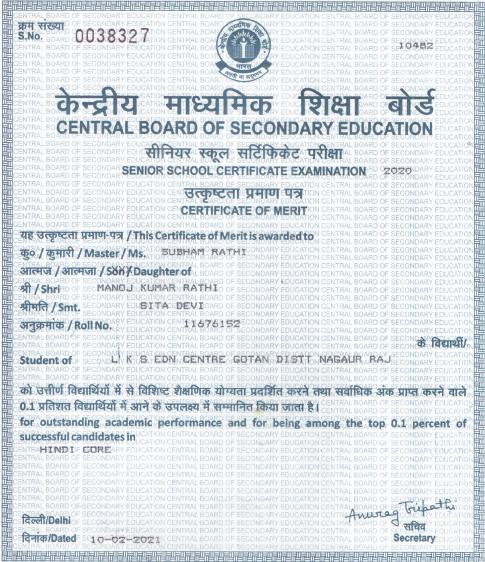 क्रम संख्या
S.No. 0038327
10482
केन्द्रीय माध्यमिक शिक्षा बोर्ड
CENTRAL BOARD OF SECONDARY EDUCATION
सीनियर स्कूल सर्टिफिकेट परीक्षा
SENIOR SCHOOL CERTIFICATE EXAMINATION 2020
उत्कृष्टता प्रमाण पत्र
CERTIFICATE OF MERIT
यह उत्कृष्टता प्रमाण-पत्र / This Certificate of Merit is awarded to
कु० / कुमारी / Master / Ms. SUBHAM RATHI
आत्मज / आत्मजा / Son/Daughter of
श्री / Shri MANOJ KUMAR RATHI
श्रीमति / Smt. SITA DEVI
अनुक्रमांक / Roll No. 11676152
के विद्यार्थी/
Student of L K S EDN CENTRE GOTAN DISTT NAGAUR RAJ
को उत्तीर्ण विद्यार्थियों में से विशिष्ट शैक्षणिक योग्यता प्रदर्शित करने तथा सर्वाधिक अंक प्राप्त करने वाले
0.1 प्रतिशत विद्यार्थियों में आने के उपलक्ष्य में सम्मानित किया जाता है।
for outstanding academic performance and for being among the top 0.1 percent of
successful candidates in
HINDI CORE
Anurag Tripathi
दिल्ली/Delhi
सचिव
दिनांक/Dated 10-02-2021
Secretary